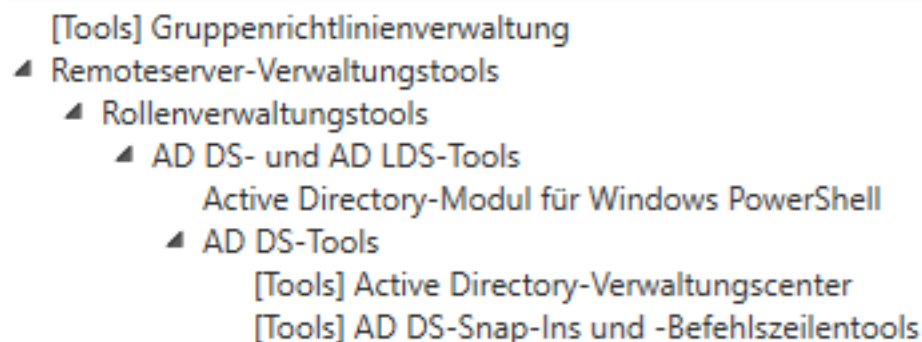 [Tools] Gruppenrichtlinienverwaltung
Remoteserver-Verwaltungstools
Rollenverwaltungstools
AD DS- und AD LDS-Tools
Active Directory-Modul für Windows PowerShell
AD DS-Tools
[Tools] Active Directory-Verwaltungscenter
[Tools] AD DS-Snap-Ins und -Befehlszeilentools